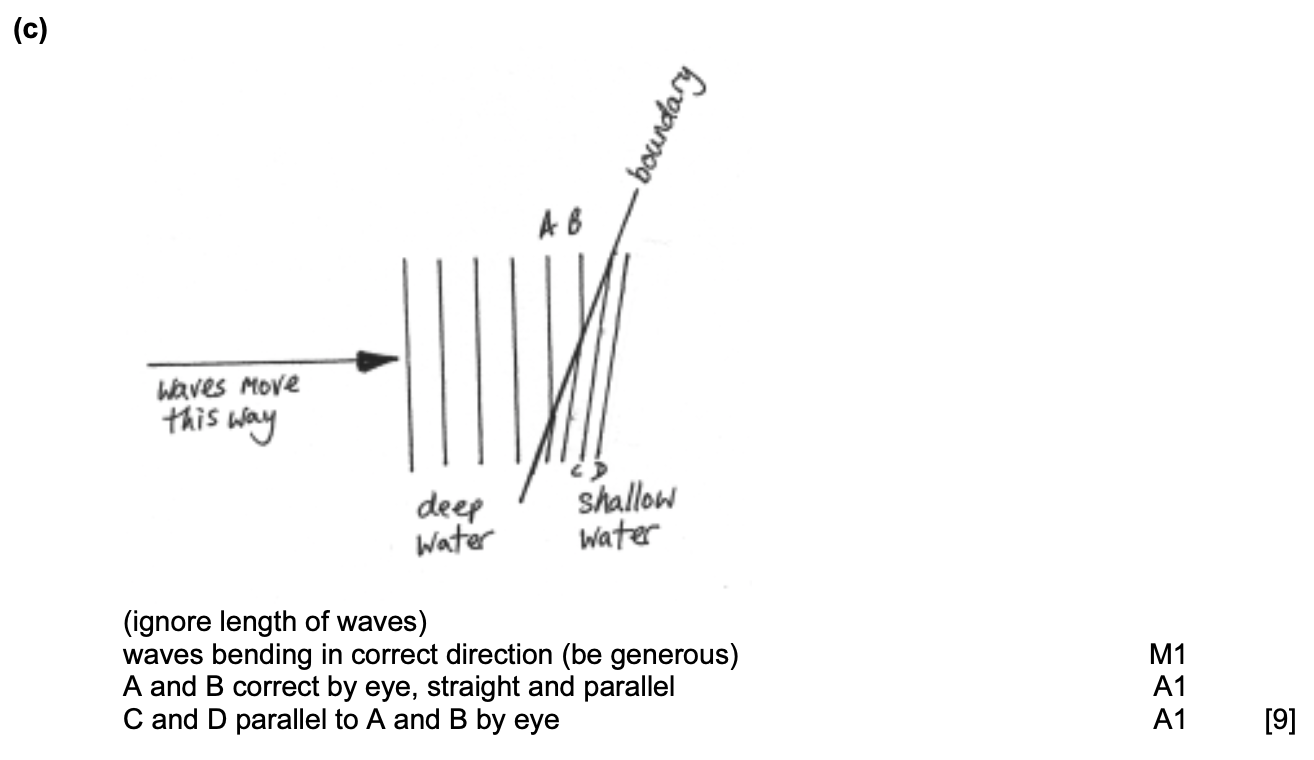 (c)
boundary
A B
waves move
this way
C D
deep
water
shallow
water
(ignore length of waves)
waves bending in correct direction (be generous) M1
A and B correct by eye, straight and parallel A1
C and D parallel to A and B by eye A1 [9]